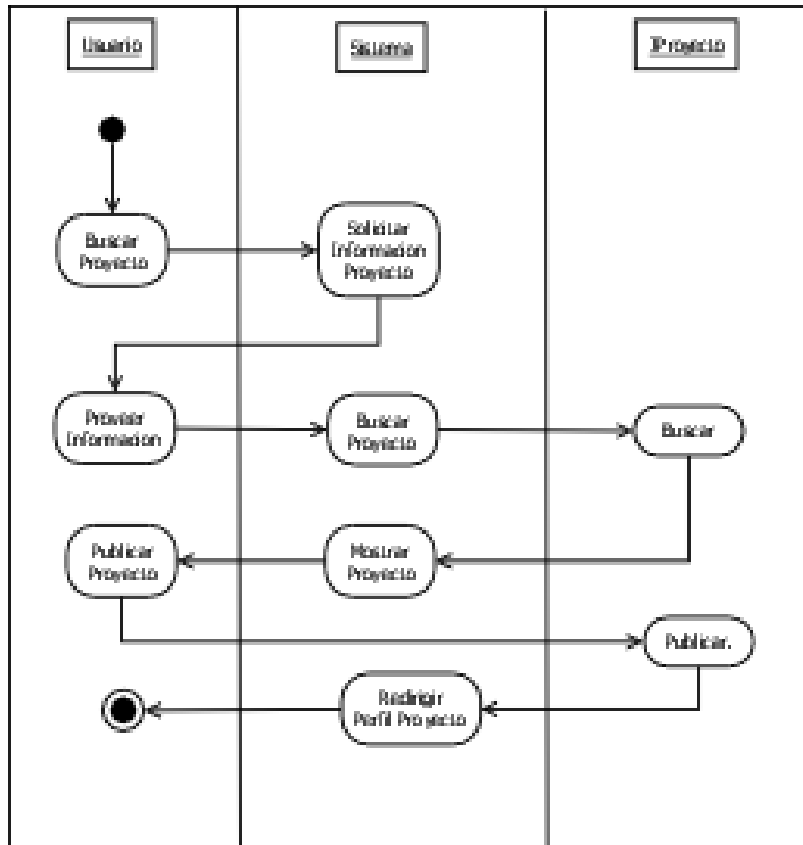 Usuario
Sistema
IProyecto
Buscar
Proyecto
Solicitar
Informacion
Proyecto
Proveer
Informacion
Buscar
Proyecto
Buscar
Publicar
Proyecto
Mostrar
Proyecto
Publicar.
Redirigir
Perfil Proyecto